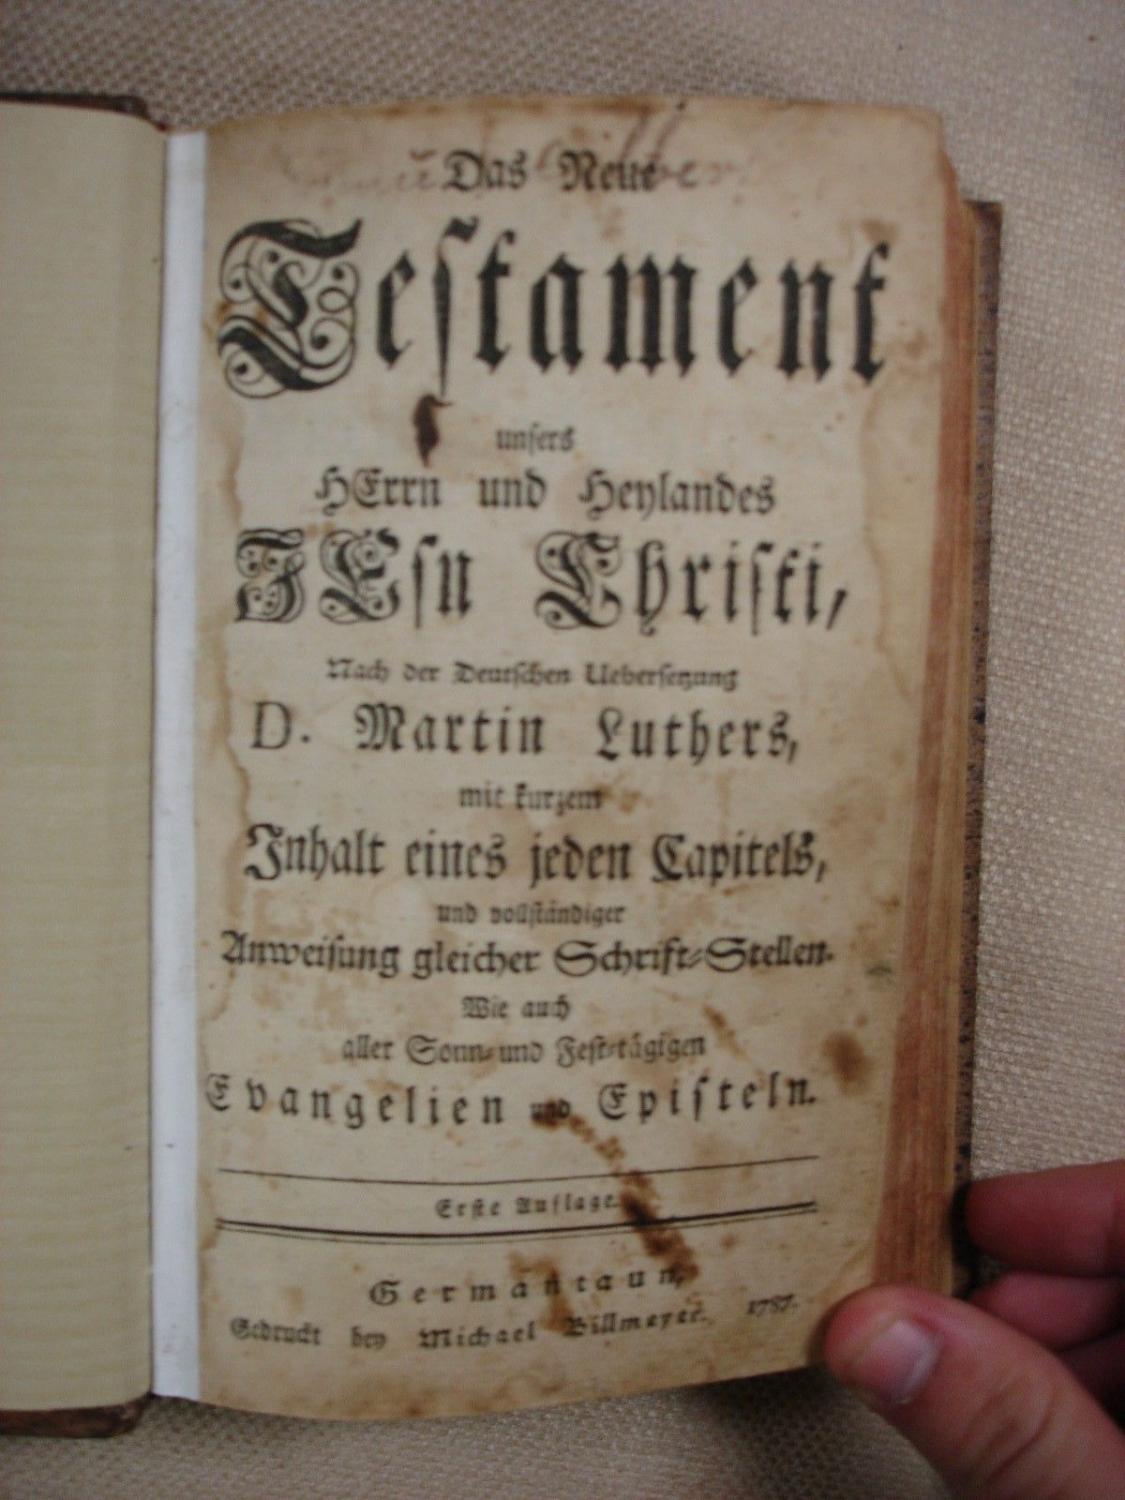 Das Neue
Testament
unsers
HErrn und Heylandes
JEsu Christi,
Nach der Deutschen Uebersetzung
D. Martin Luthers,
mit kurzem
Inhalt eines jeden Capitels,
und vollständiger
Anweisung gleicher Schrift-Stellen.
Wie auch
aller Sonn- und Fest-tägigen
Evangelien und Episteln.
Erste Auflage.
Germantaun,
Gedruckt bey Michael Billmeyer. 1787.